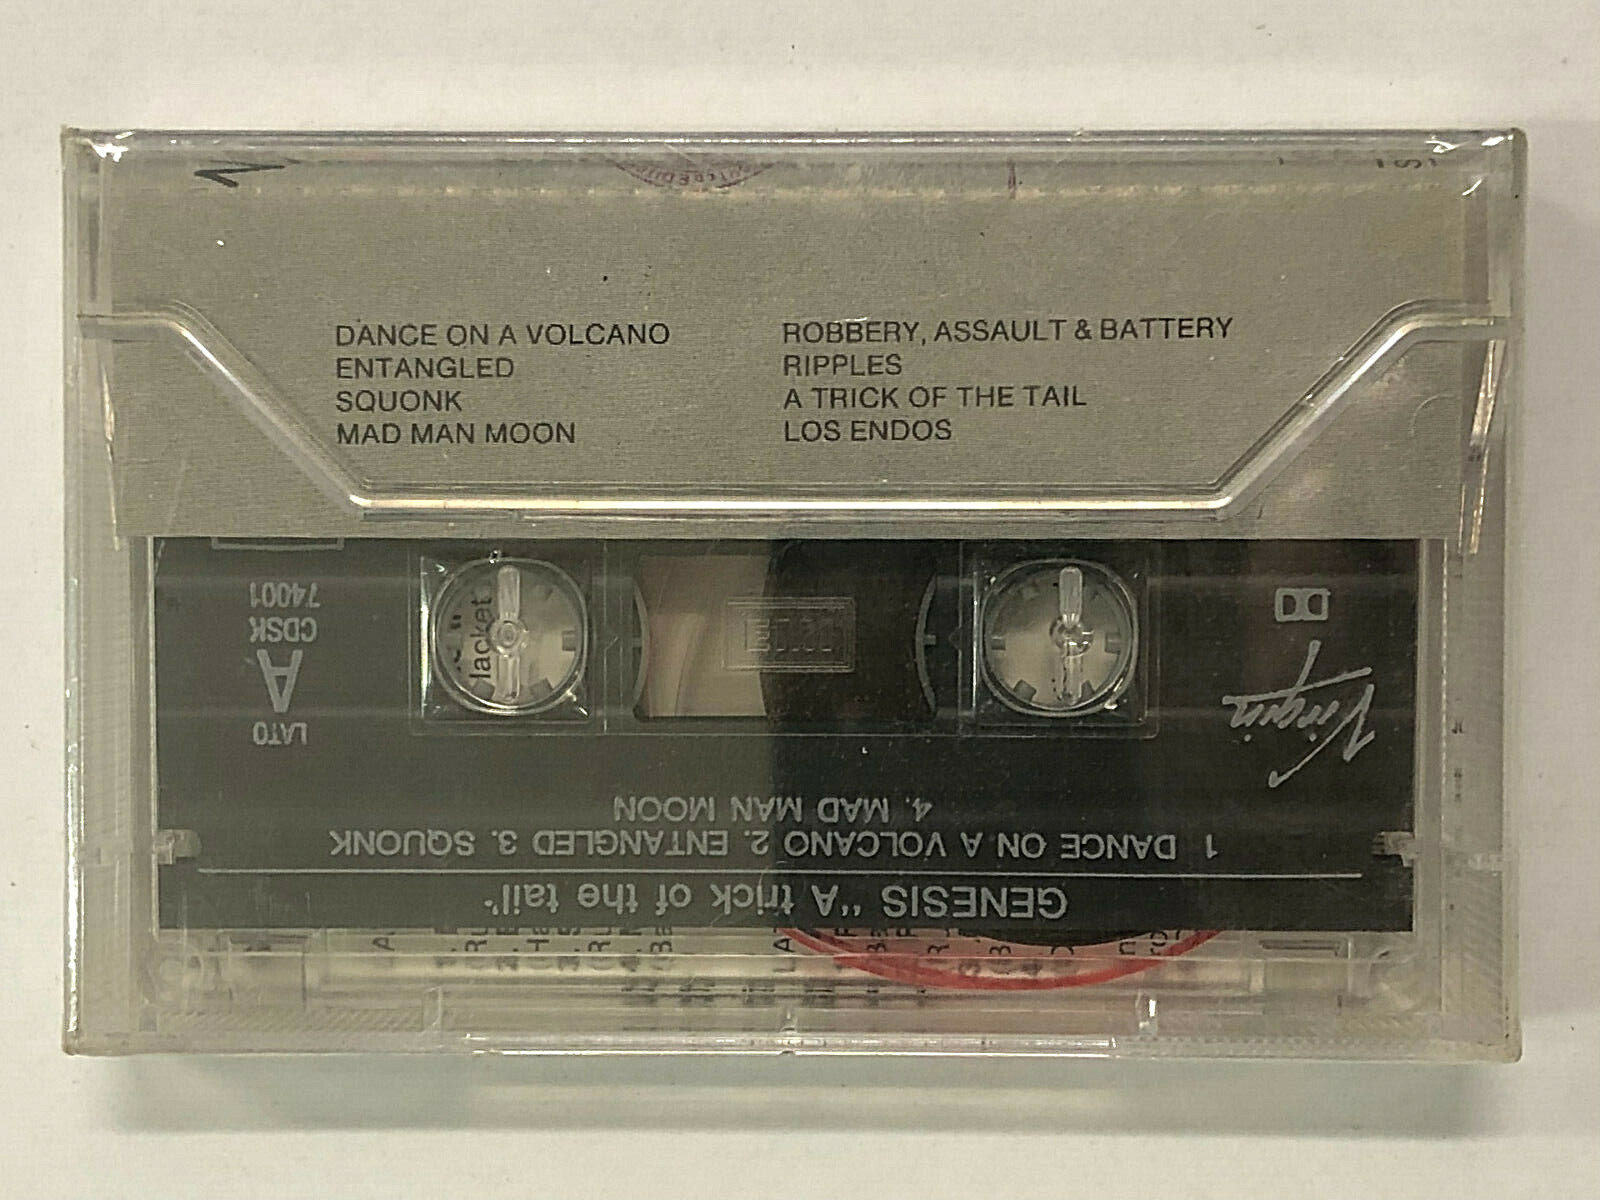 DANCE ON A VOLCANO
ENTANGLED
SQUONK
MAD MAN MOON
ROBBERY, ASSAULT & BATTERY
RIPPLES
A TRICK OF THE TAIL
LOS ENDOS
GENESIS "A trick of the tail"
1 DANCE ON A VOLCANO 2. ENTANGLED 3. SQUONK
4. MAD MAN MOON
Virgin
LATO
A
CDSK
74001
Jacket